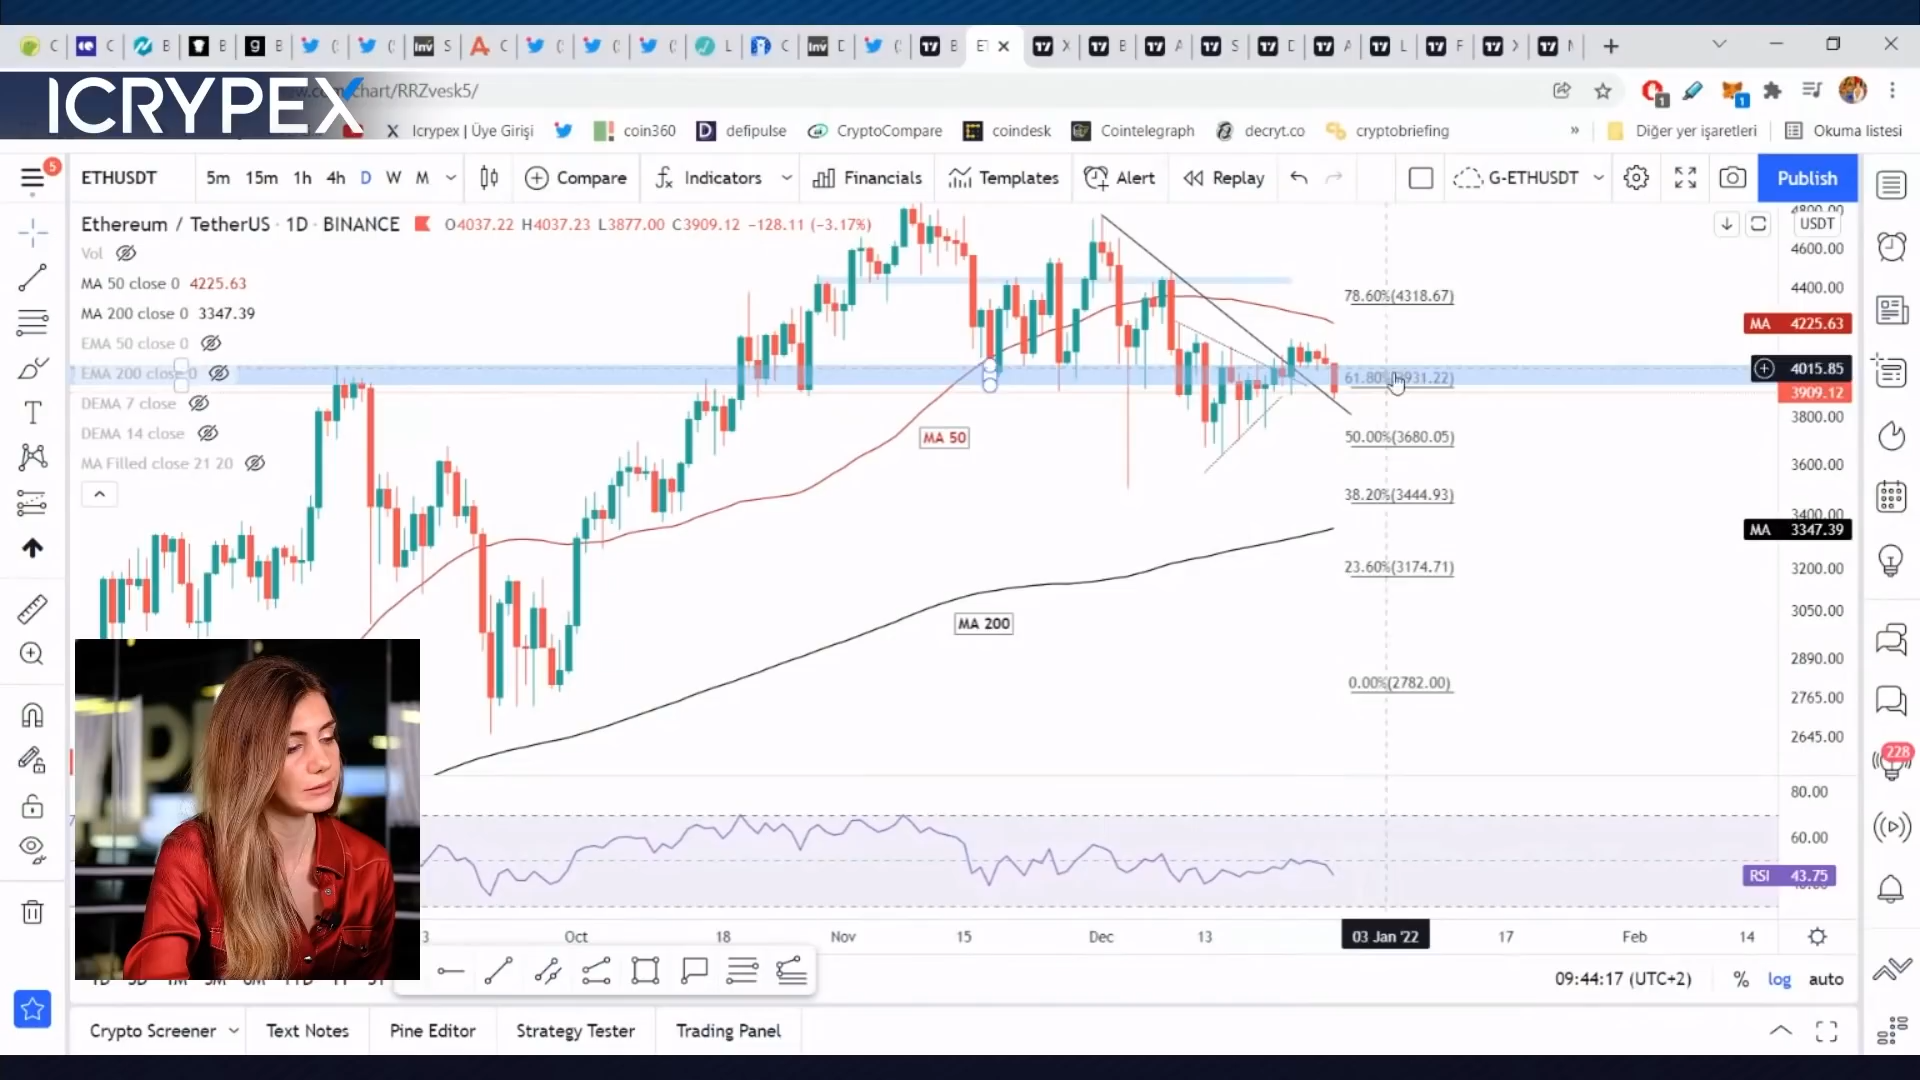 ICRYPEX
w.com/chart/RRZvesk5/
X Icrypex | Üye Girişi coin360 defipulse CryptoCompare coindesk Cointelegraph decryt.co cryptobriefing » Diğer yer işaretleri Okuma listesi
5 ETHUSDT 5m 15m 1h 4h D W M Compare Indicators Financials Templates Alert Replay G-ETHUSDT Publish
Ethereum / TetherUS · 1D · BINANCE O4037.22 H4037.23 L3877.00 C3909.12 −128.11 (−3.17%)
Vol
MA 50 close 0 4225.63
MA 200 close 0 3347.39
EMA 50 close 0
EMA 200 close 0
DEMA 7 close
DEMA 14 close
MA Filled close 21 20
4800.00
USDT
4600.00
4400.00
78.60%(4318.67)
MA 4225.63
4015.85
61.80%(3931.22)
3909.12
3800.00
MA 50
50.00%(3680.05)
3600.00
38.20%(3444.93)
3400.00
MA 3347.39
23.60%(3174.71)
3200.00
3050.00
MA 200
2890.00
0.00%(2782.00)
2765.00
2645.00
228
80.00
60.00
RSI 43.75
Oct 18 Nov 15 Dec 13 03 Jan '22 17 Feb 14
09:44:17 (UTC+2) % log auto
Crypto Screener Text Notes Pine Editor Strategy Tester Trading Panel